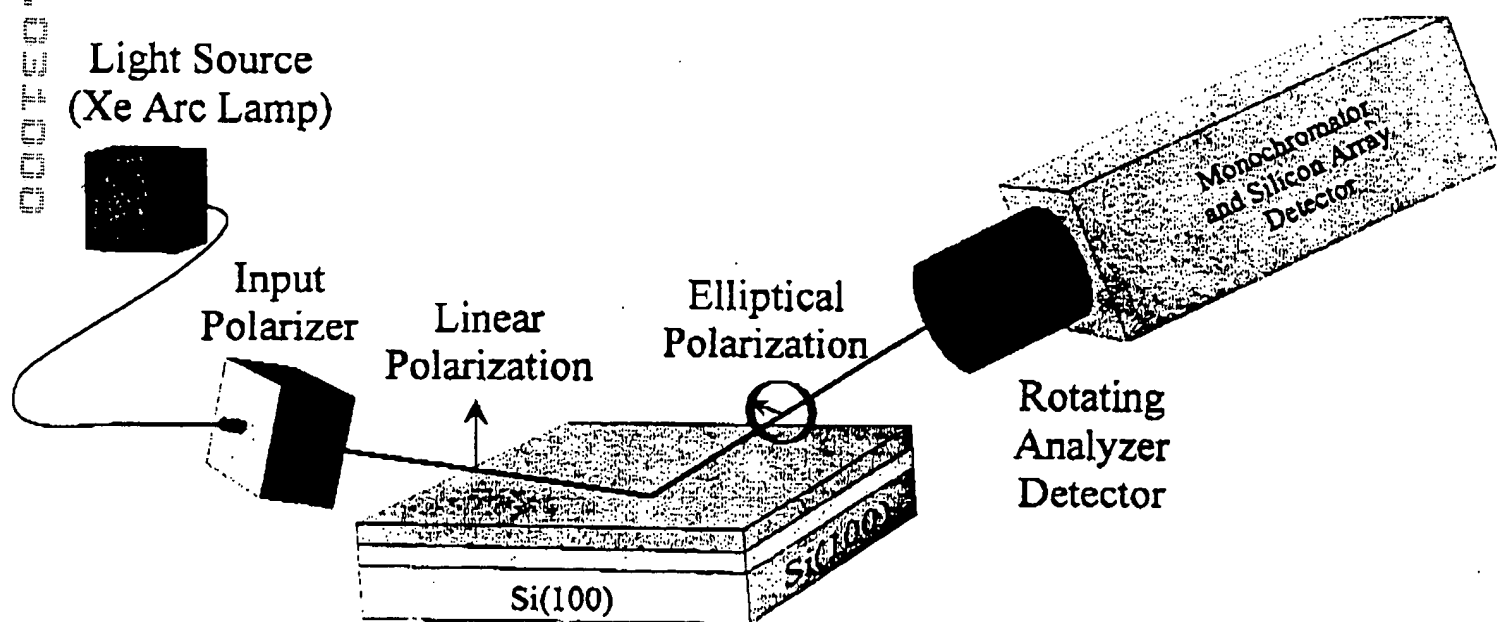 Light Source
(Xe Arc Lamp)
Input
Polarizer
Linear
Polarization
Elliptical
Polarization
Monochromator
and Silicon Array
Detector
Rotating
Analyzer
Detector
Si(100)
Si(100)